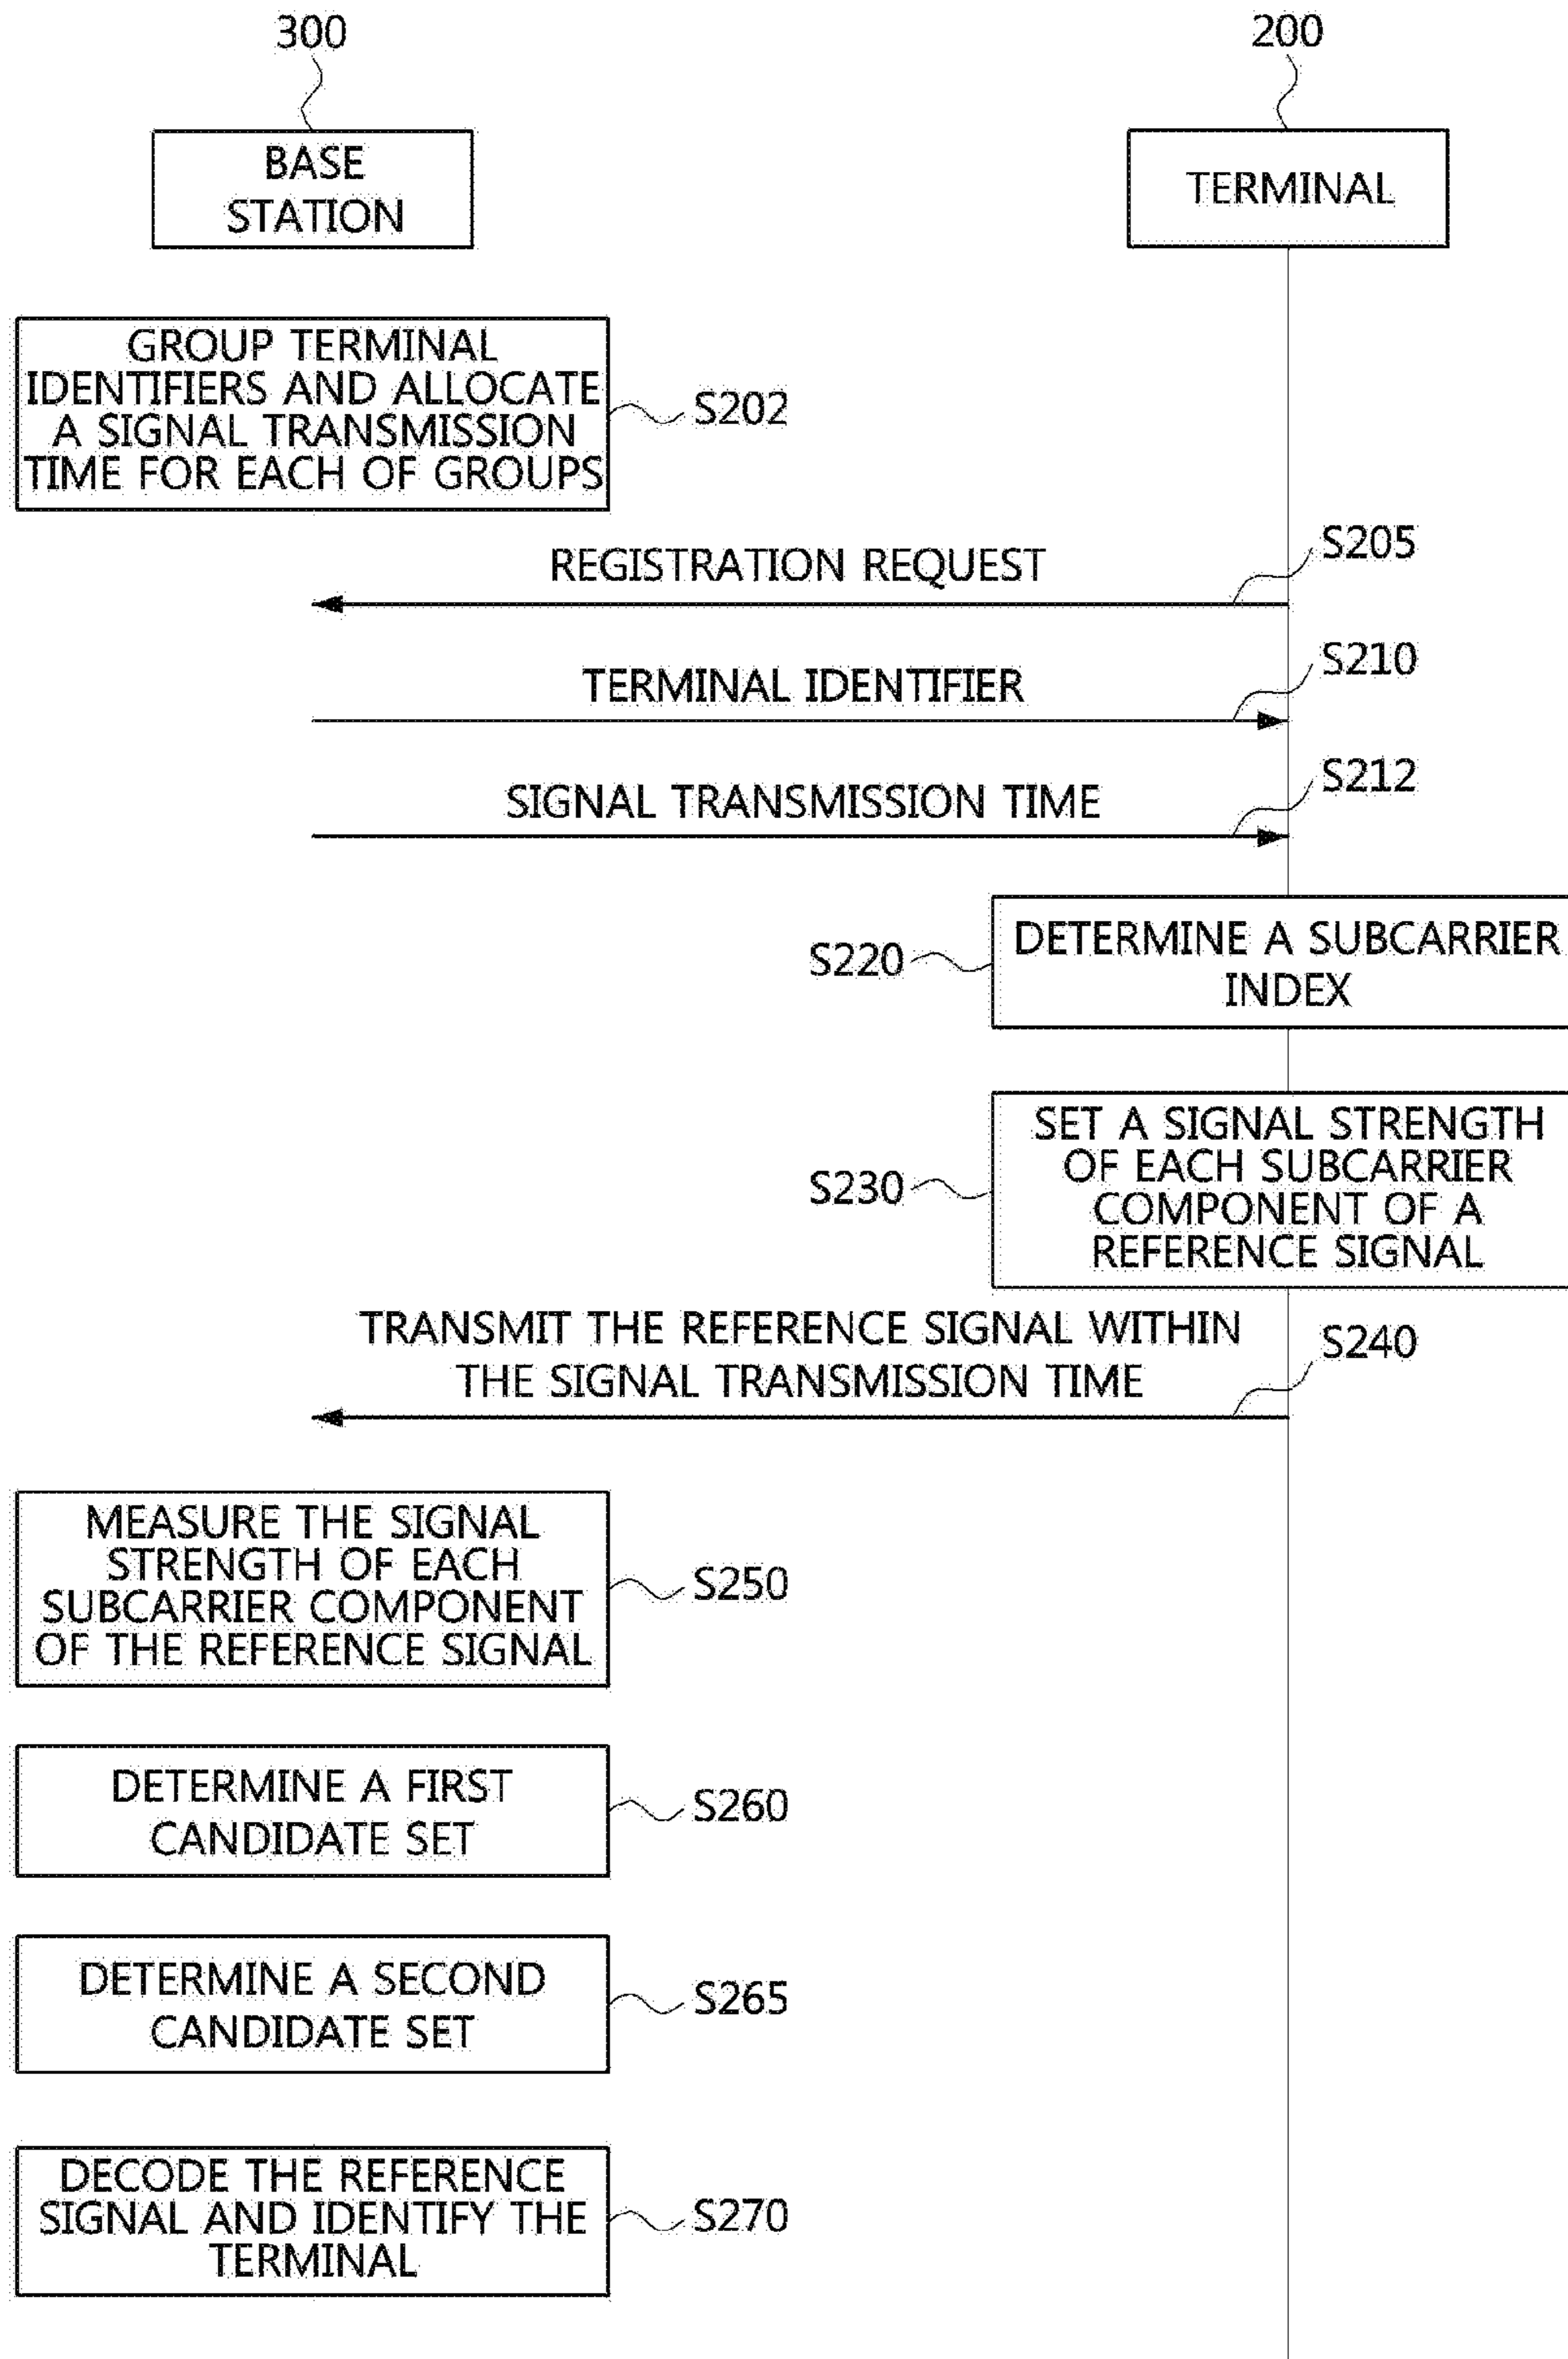 300
200
BASE
STATION
TERMINAL
GROUP TERMINAL
IDENTIFIERS AND ALLOCATE
A SIGNAL TRANSMISSION
TIME FOR EACH OF GROUPS
S202
REGISTRATION REQUEST
S205
TERMINAL IDENTIFIER
S210
SIGNAL TRANSMISSION TIME
S212
S220
DETERMINE A SUBCARRIER
INDEX
S230
SET A SIGNAL STRENGTH
OF EACH SUBCARRIER
COMPONENT OF A
REFERENCE SIGNAL
TRANSMIT THE REFERENCE SIGNAL WITHIN
THE SIGNAL TRANSMISSION TIME
S240
MEASURE THE SIGNAL
STRENGTH OF EACH
SUBCARRIER COMPONENT
OF THE REFERENCE SIGNAL
S250
DETERMINE A FIRST
CANDIDATE SET
S260
DETERMINE A SECOND
CANDIDATE SET
S265
DECODE THE REFERENCE
SIGNAL AND IDENTIFY THE
TERMINAL
S270